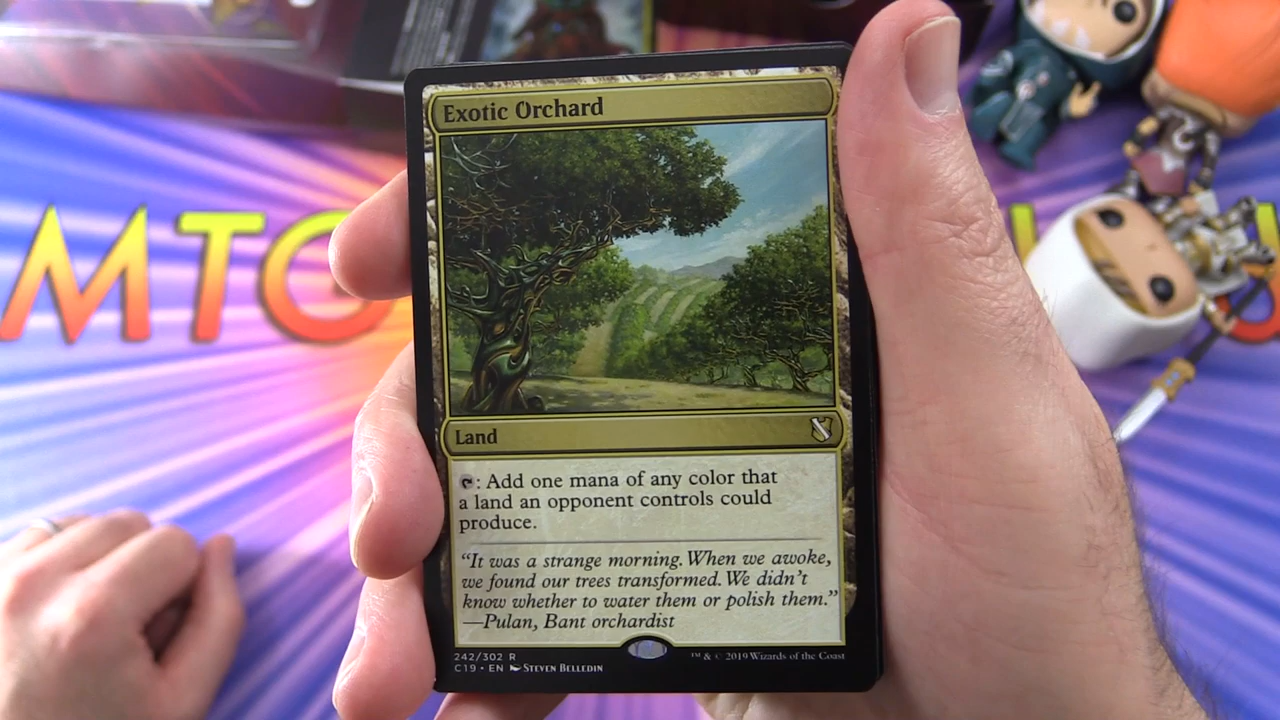 MTG
Exotic Orchard
Land
: Add one mana of any color that
a land an opponent controls could
produce.
“It was a strange morning. When we awoke,
we found our trees transformed. We didn’t
know whether to water them or polish them.”
—Pulan, Bant orchardist
242/302 R
C19 • EN Steven Belledin
™ & © 2019 Wizards of the Coast